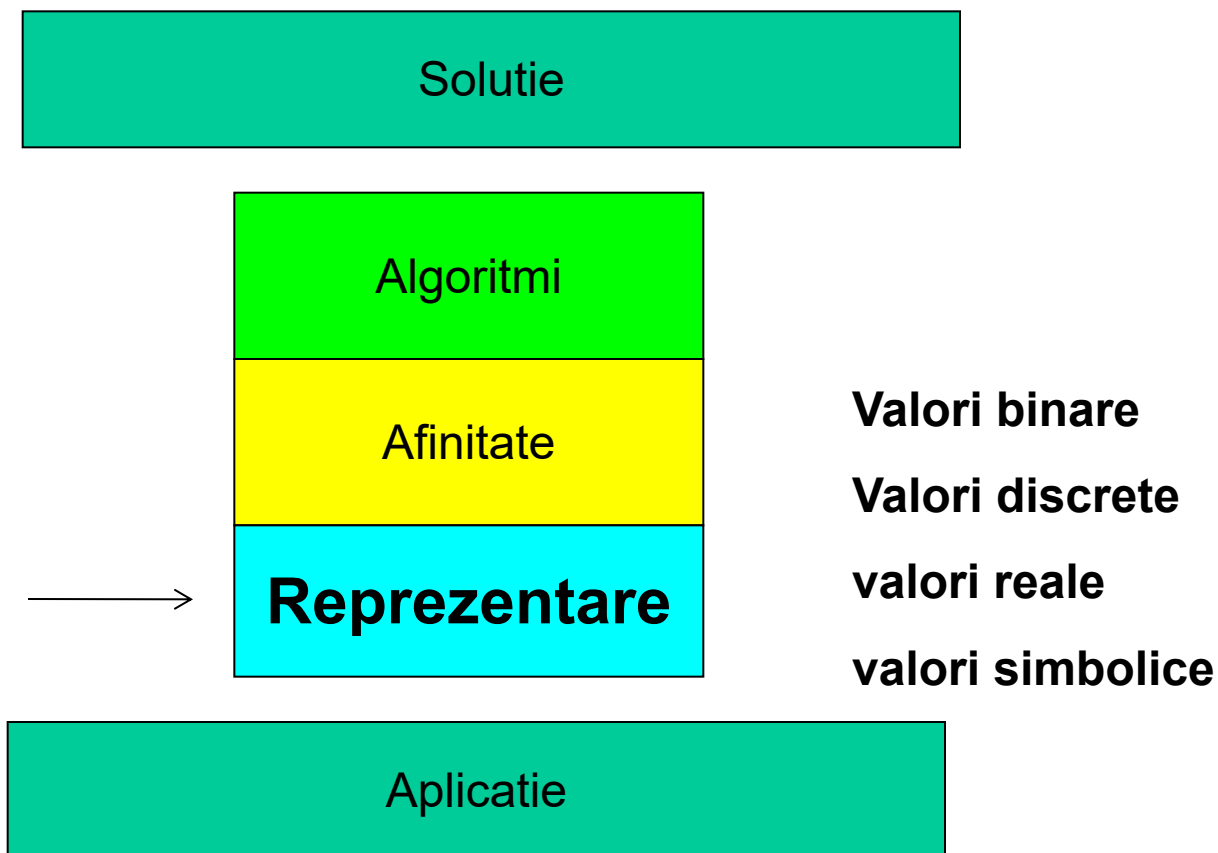 Solutie
Algoritmi
Afinitate
Reprezentare
Valori binare
Valori discrete
valori reale
valori simbolice
Aplicatie